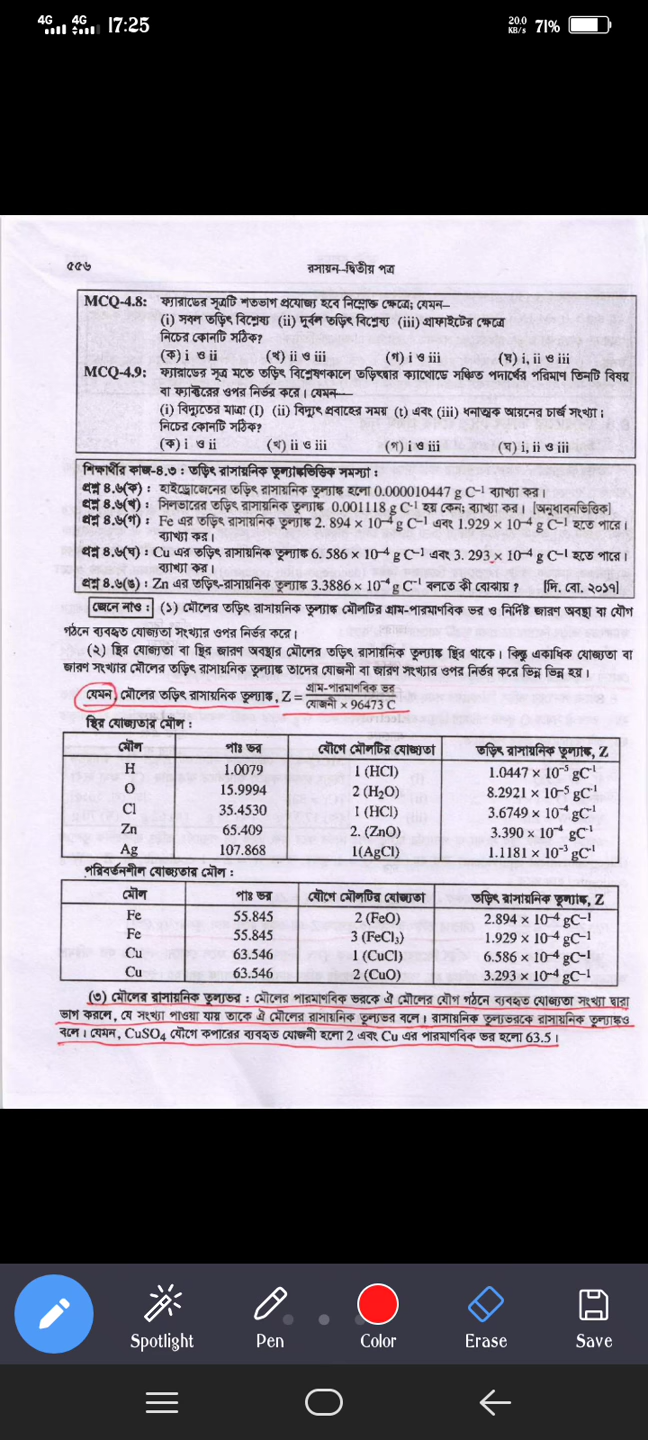 4G 4G 17:25 20.0 KB/s 71%
৫৫৬ রসায়ন–দ্বিতীয় পত্র
MCQ-4.8: ফ্যারাডের সূত্রটি শতভাগ প্রযোজ্য হবে নিম্নোক্ত ক্ষেত্রে; যেমন–
(i) সবল তড়িৎ বিশ্লেষ্য (ii) দুর্বল তড়িৎ বিশ্লেষ্য (iii) গ্রাফাইটের ক্ষেত্রে
নিচের কোনটি সঠিক?
(ক) i ও ii (খ) ii ও iii (গ) i ও iii (ঘ) i, ii ও iii
MCQ-4.9: ফ্যারাডের সূত্র মতে তড়িৎ বিশ্লেষণকালে তড়িৎদ্বার ক্যাথোডে সঞ্চিত পদার্থের পরিমাণ তিনটি বিষয়
বা ফ্যাক্টরের ওপর নির্ভর করে। যেমন—
(i) বিদ্যুতের মাত্রা (I) (ii) বিদ্যুৎ প্রবাহের সময় (t) এবং (iii) ধনাত্মক আয়নের চার্জ সংখ্যা;
নিচের কোনটি সঠিক?
(ক) i ও ii (খ) ii ও iii (গ) i ও iii (ঘ) i, ii ও iii
শিক্ষার্থীর কাজ-৪.৩ : তড়িৎ রাসায়নিক তুল্যাঙ্কভিত্তিক সমস্যা :
প্রশ্ন ৪.৬(ক) : হাইড্রোজেনের তড়িৎ রাসায়নিক তুল্যাঙ্ক হলো 0.000010447 g C⁻¹ ব্যাখ্যা কর।
প্রশ্ন ৪.৬(খ) : সিলভারের তড়িৎ রাসায়নিক তুল্যাঙ্ক 0.001118 g C⁻¹ হয় কেন; ব্যাখ্যা কর। [অনুধাবনভিত্তিক]
প্রশ্ন ৪.৬(গ) : Fe এর তড়িৎ রাসায়নিক তুল্যাঙ্ক 2. 894 × 10⁻⁴ g C⁻¹ এবং 1.929 × 10⁻⁴ g C⁻¹ হতে পারে।
ব্যাখ্যা কর।
প্রশ্ন ৪.৬(ঘ) : Cu এর তড়িৎ রাসায়নিক তুল্যাঙ্ক 6. 586 × 10⁻⁴ g C⁻¹ এবং 3. 293 × 10⁻⁴ g C⁻¹ হতে পারে।
ব্যাখ্যা কর।
প্রশ্ন ৪.৬(ঙ) : Zn এর তড়িৎ-রাসায়নিক তুল্যাঙ্ক 3.3886 × 10⁻⁴ g C⁻¹ বলতে কী বোঝায় ? [দি. বো. ২০১৭]
জেনে নাও : (১) মৌলের তড়িৎ রাসায়নিক তুল্যাঙ্ক মৌলটির গ্রাম-পারমাণবিক ভর ও নির্দিষ্ট জারণ অবস্থা বা যৌগ
গঠনে ব্যবহৃত যোজ্যতা সংখ্যার ওপর নির্ভর করে।
(২) স্থির যোজ্যতা বা স্থির জারণ অবস্থার মৌলের তড়িৎ রাসায়নিক তুল্যাঙ্ক স্থির থাকে। কিন্তু একাধিক যোজ্যতা বা
জারণ সংখ্যার মৌলের তড়িৎ রাসায়নিক তুল্যাঙ্ক তাদের যোজনী বা জারণ সংখ্যার ওপর নির্ভর করে ভিন্ন ভিন্ন হয়।
যেমন, মৌলের তড়িৎ রাসায়নিক তুল্যাঙ্ক, Z = গ্রাম-পারমাণবিক ভর
যোজনী × 96473 C
স্থির যোজ্যতার মৌল :
মৌল পাঃ ভর যৌগে মৌলটির যোজ্যতা তড়িৎ রাসায়নিক তুল্যাঙ্ক, Z
H 1.0079 1 (HCl) 1.0447 × 10⁻⁵ gC⁻¹
O 15.9994 2 (H₂O) 8.2921 × 10⁻⁵ gC⁻¹
Cl 35.4530 1 (HCl) 3.6749 × 10⁻⁴ gC⁻¹
Zn 65.409 2. (ZnO) 3.390 × 10⁻⁴ gC⁻¹
Ag 107.868 1(AgCl) 1.1181 × 10⁻³ gC⁻¹
পরিবর্তনশীল যোজ্যতার মৌল :
মৌল পাঃ ভর যৌগে মৌলটির যোজ্যতা তড়িৎ রাসায়নিক তুল্যাঙ্ক, Z
Fe 55.845 2 (FeO) 2.894 × 10⁻⁴ gC⁻¹
Fe 55.845 3 (FeCl₃) 1.929 × 10⁻⁴ gC⁻¹
Cu 63.546 1 (CuCl) 6.586 × 10⁻⁴ gC⁻¹
Cu 63.546 2 (CuO) 3.293 × 10⁻⁴ gC⁻¹
(৩) মৌলের রাসায়নিক তুল্যভর : মৌলের পারমাণবিক ভরকে ঐ মৌলের যৌগ গঠনে ব্যবহৃত যোজ্যতা সংখ্যা দ্বারা
ভাগ করলে, যে সংখ্যা পাওয়া যায় তাকে ঐ মৌলের রাসায়নিক তুল্যভর বলে। রাসায়নিক তুল্যভরকে রাসায়নিক তুল্যাঙ্কও
বলে। যেমন, CuSO₄ যৌগে কপারের ব্যবহৃত যোজনী হলো 2 এবং Cu এর পারমাণবিক ভর হলো 63.5।
Spotlight Pen Color Erase Save